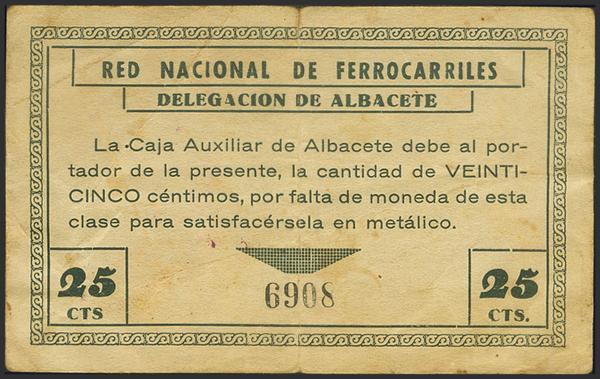 RED NACIONAL DE FERROCARRILES
DELEGACION DE ALBACETE
La Caja Auxiliar de Albacete debe al por-
tador de la presente, la cantidad de VEINTI-
CINCO céntimos, por falta de moneda de esta
clase para satisfacérsela en metálico.
25
CTS
6908
25
CTS.